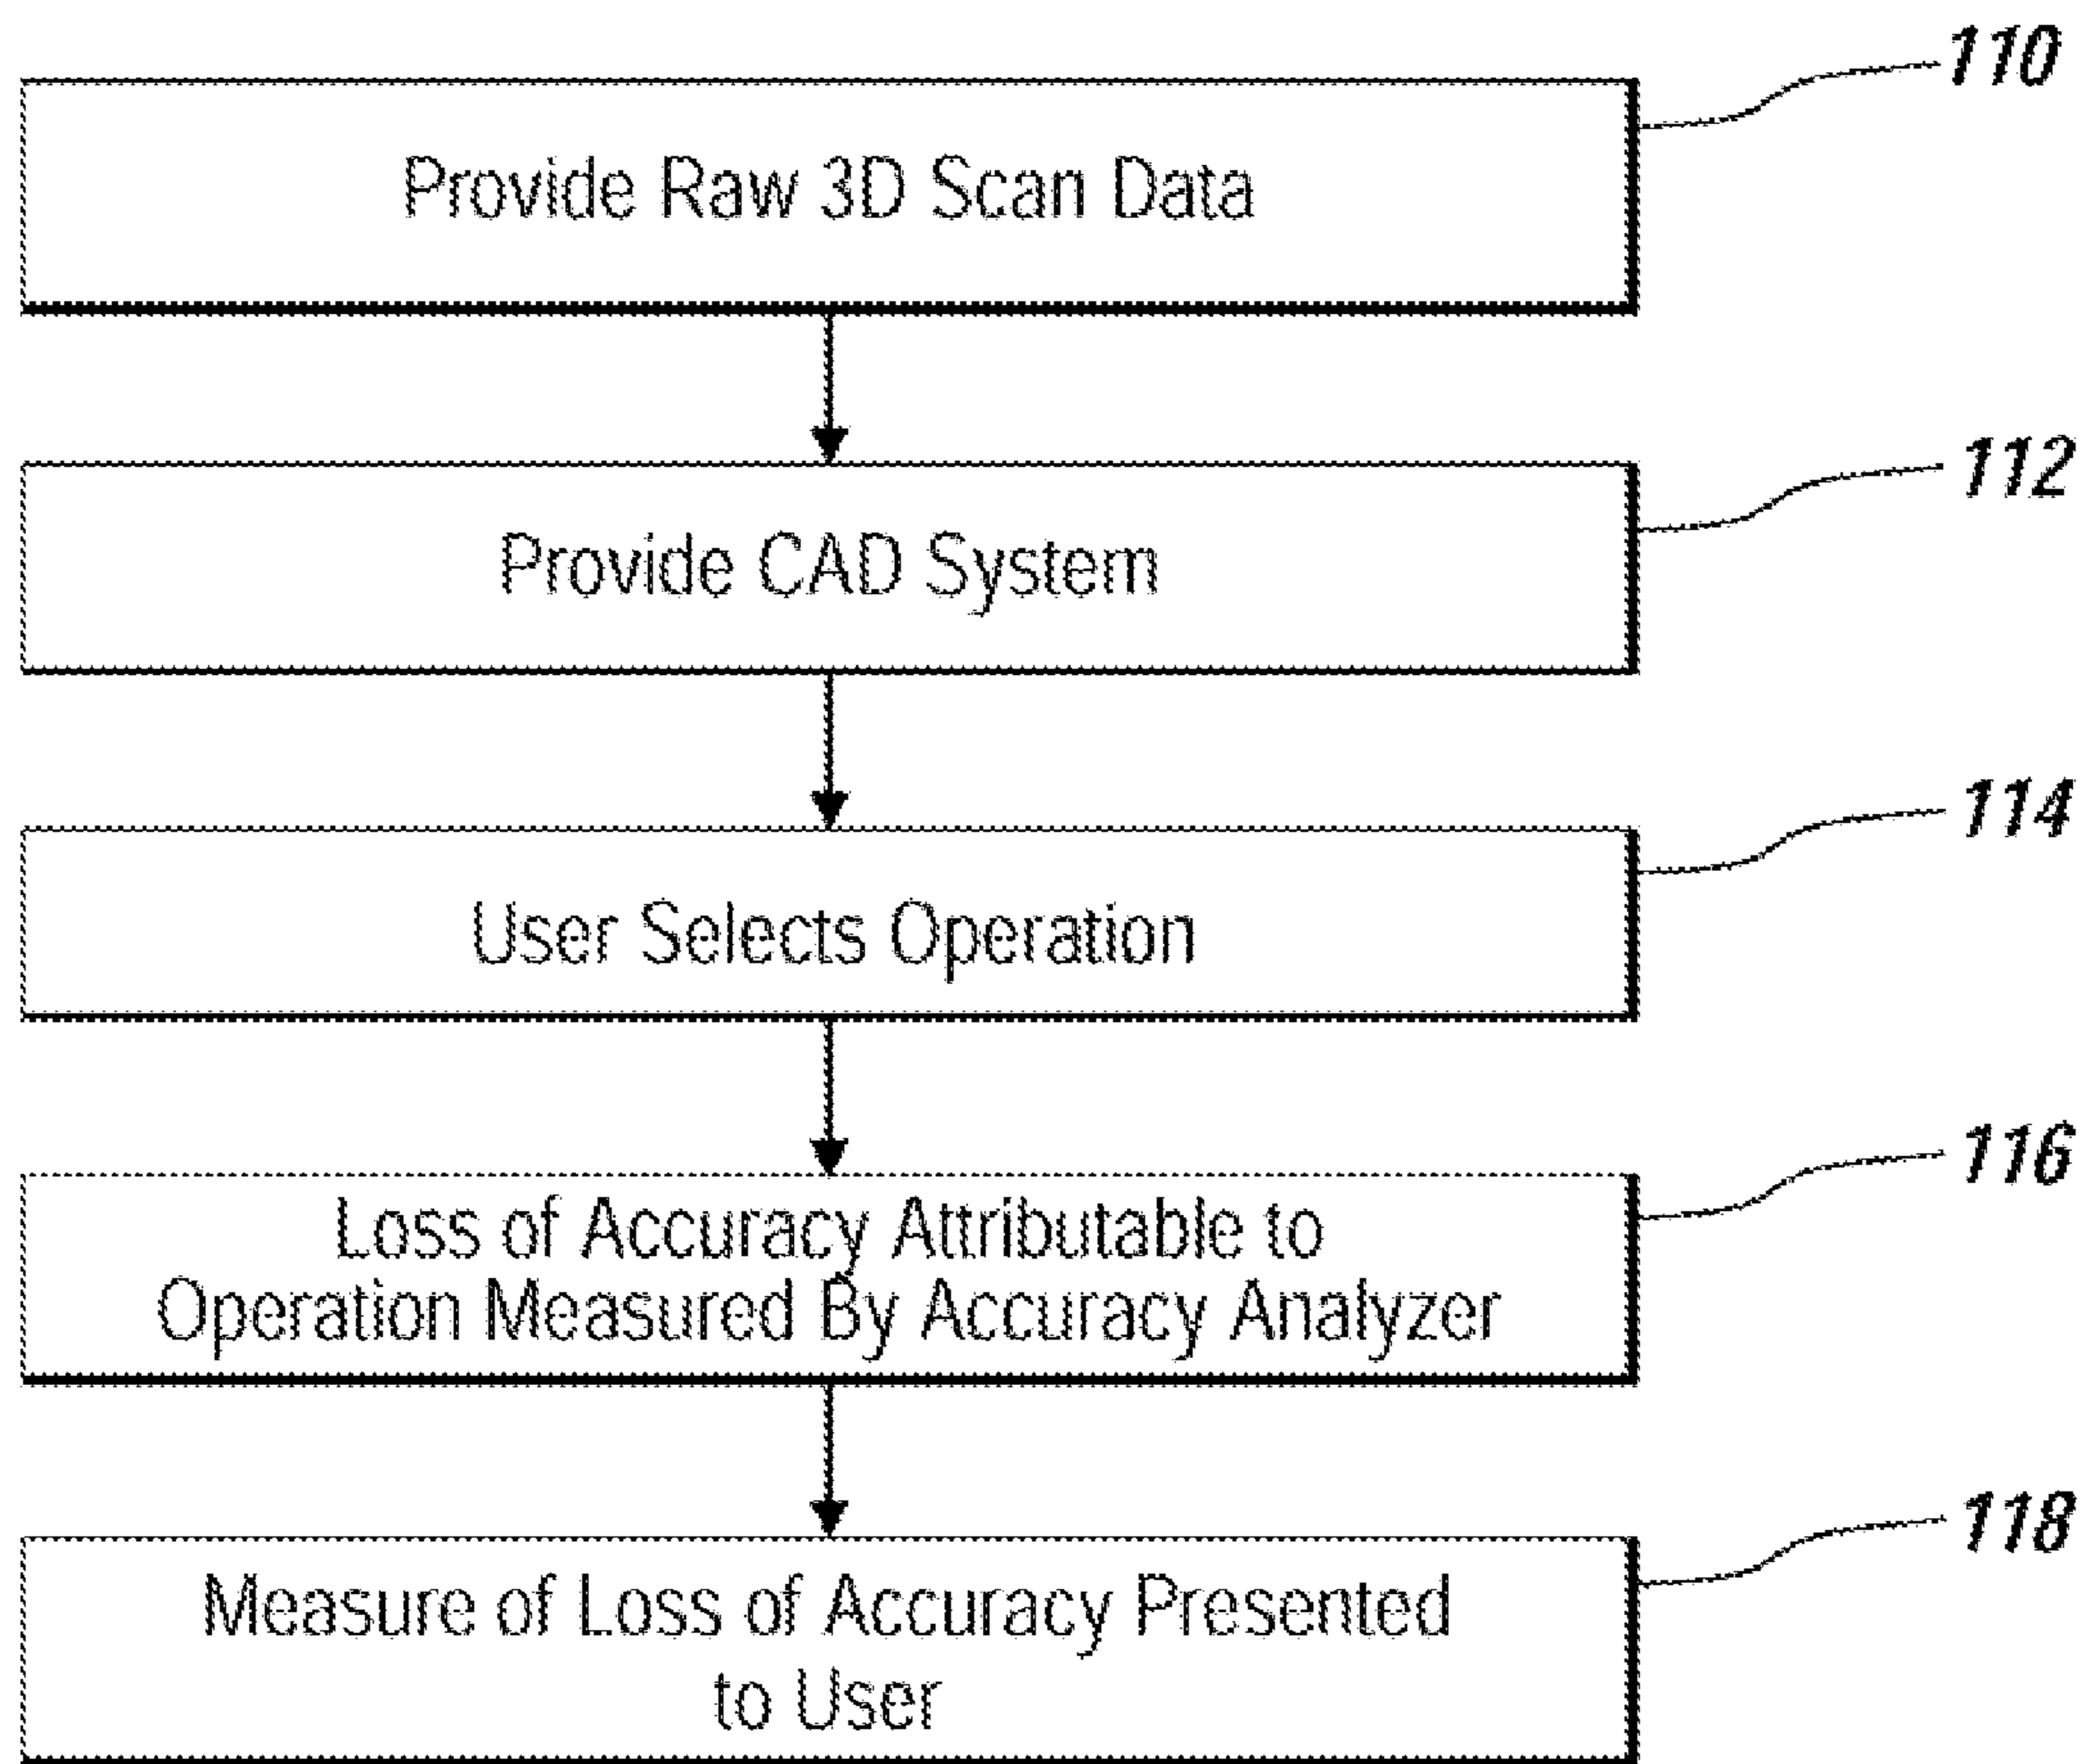 110
Provide Raw 3D Scan Data
112
Provide CAD System
114
User Selects Operation
116
Loss of Accuracy Attributable to
Operation Measured By Accuracy Analyzer
118
Measure of Loss of Accuracy Presented
to User